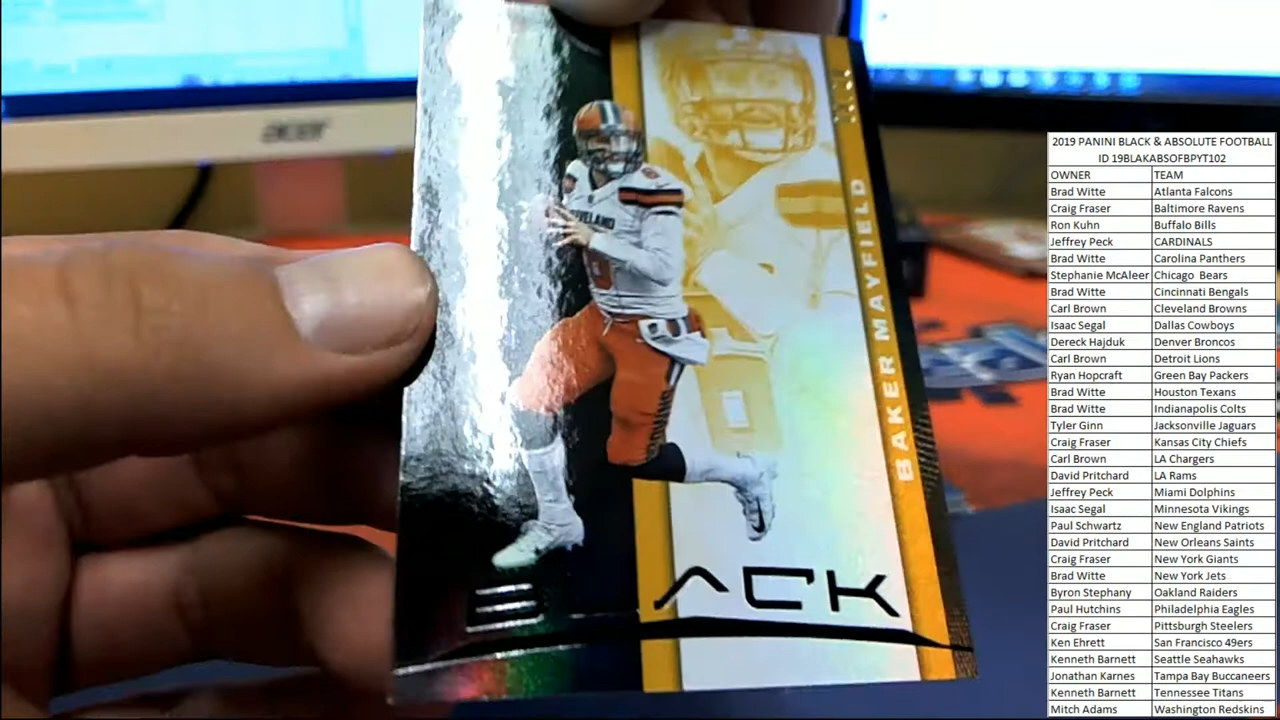 acer
CLEVELAND
BAKER MAYFIELD
BLACK
2019 PANINI BLACK & ABSOLUTE FOOTBALL
ID 19BLAKABSOFBPYT102
OWNER TEAM
Brad Witte Atlanta Falcons
Craig Fraser Baltimore Ravens
Ron Kuhn Buffalo Bills
Jeffrey Peck CARDINALS
Brad Witte Carolina Panthers
Stephanie McAleer Chicago Bears
Brad Witte Cincinnati Bengals
Carl Brown Cleveland Browns
Isaac Segal Dallas Cowboys
Dereck Hajduk Denver Broncos
Carl Brown Detroit Lions
Ryan Hopcraft Green Bay Packers
Brad Witte Houston Texans
Brad Witte Indianapolis Colts
Tyler Ginn Jacksonville Jaguars
Craig Fraser Kansas City Chiefs
Carl Brown LA Chargers
David Pritchard LA Rams
Jeffrey Peck Miami Dolphins
Isaac Segal Minnesota Vikings
Paul Schwartz New England Patriots
David Pritchard New Orleans Saints
Craig Fraser New York Giants
Brad Witte New York Jets
Byron Stephany Oakland Raiders
Paul Hutchins Philadelphia Eagles
Craig Fraser Pittsburgh Steelers
Ken Ehrett San Francisco 49ers
Kenneth Barnett Seattle Seahawks
Jonathan Karnes Tampa Bay Buccaneers
Kenneth Barnett Tennessee Titans
Mitch Adams Washington Redskins